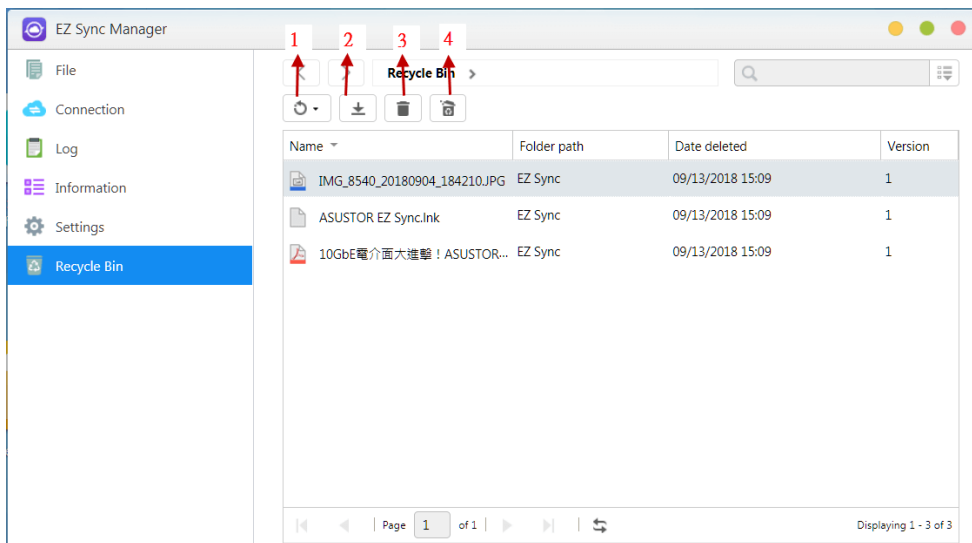 EZ Sync Manager
1 2 3 4
File
Connection
Log
Information
Settings
Recycle Bin
Recycle Bin
Name Folder path Date deleted Version
IMG_8540_20180904_184210.JPG EZ Sync 09/13/2018 15:09 1
ASUSTOR EZ Sync.lnk EZ Sync 09/13/2018 15:09 1
10GbE電介面大進擊！ASUSTOR... EZ Sync 09/13/2018 15:09 1
Page 1 of 1 Displaying 1 - 3 of 3